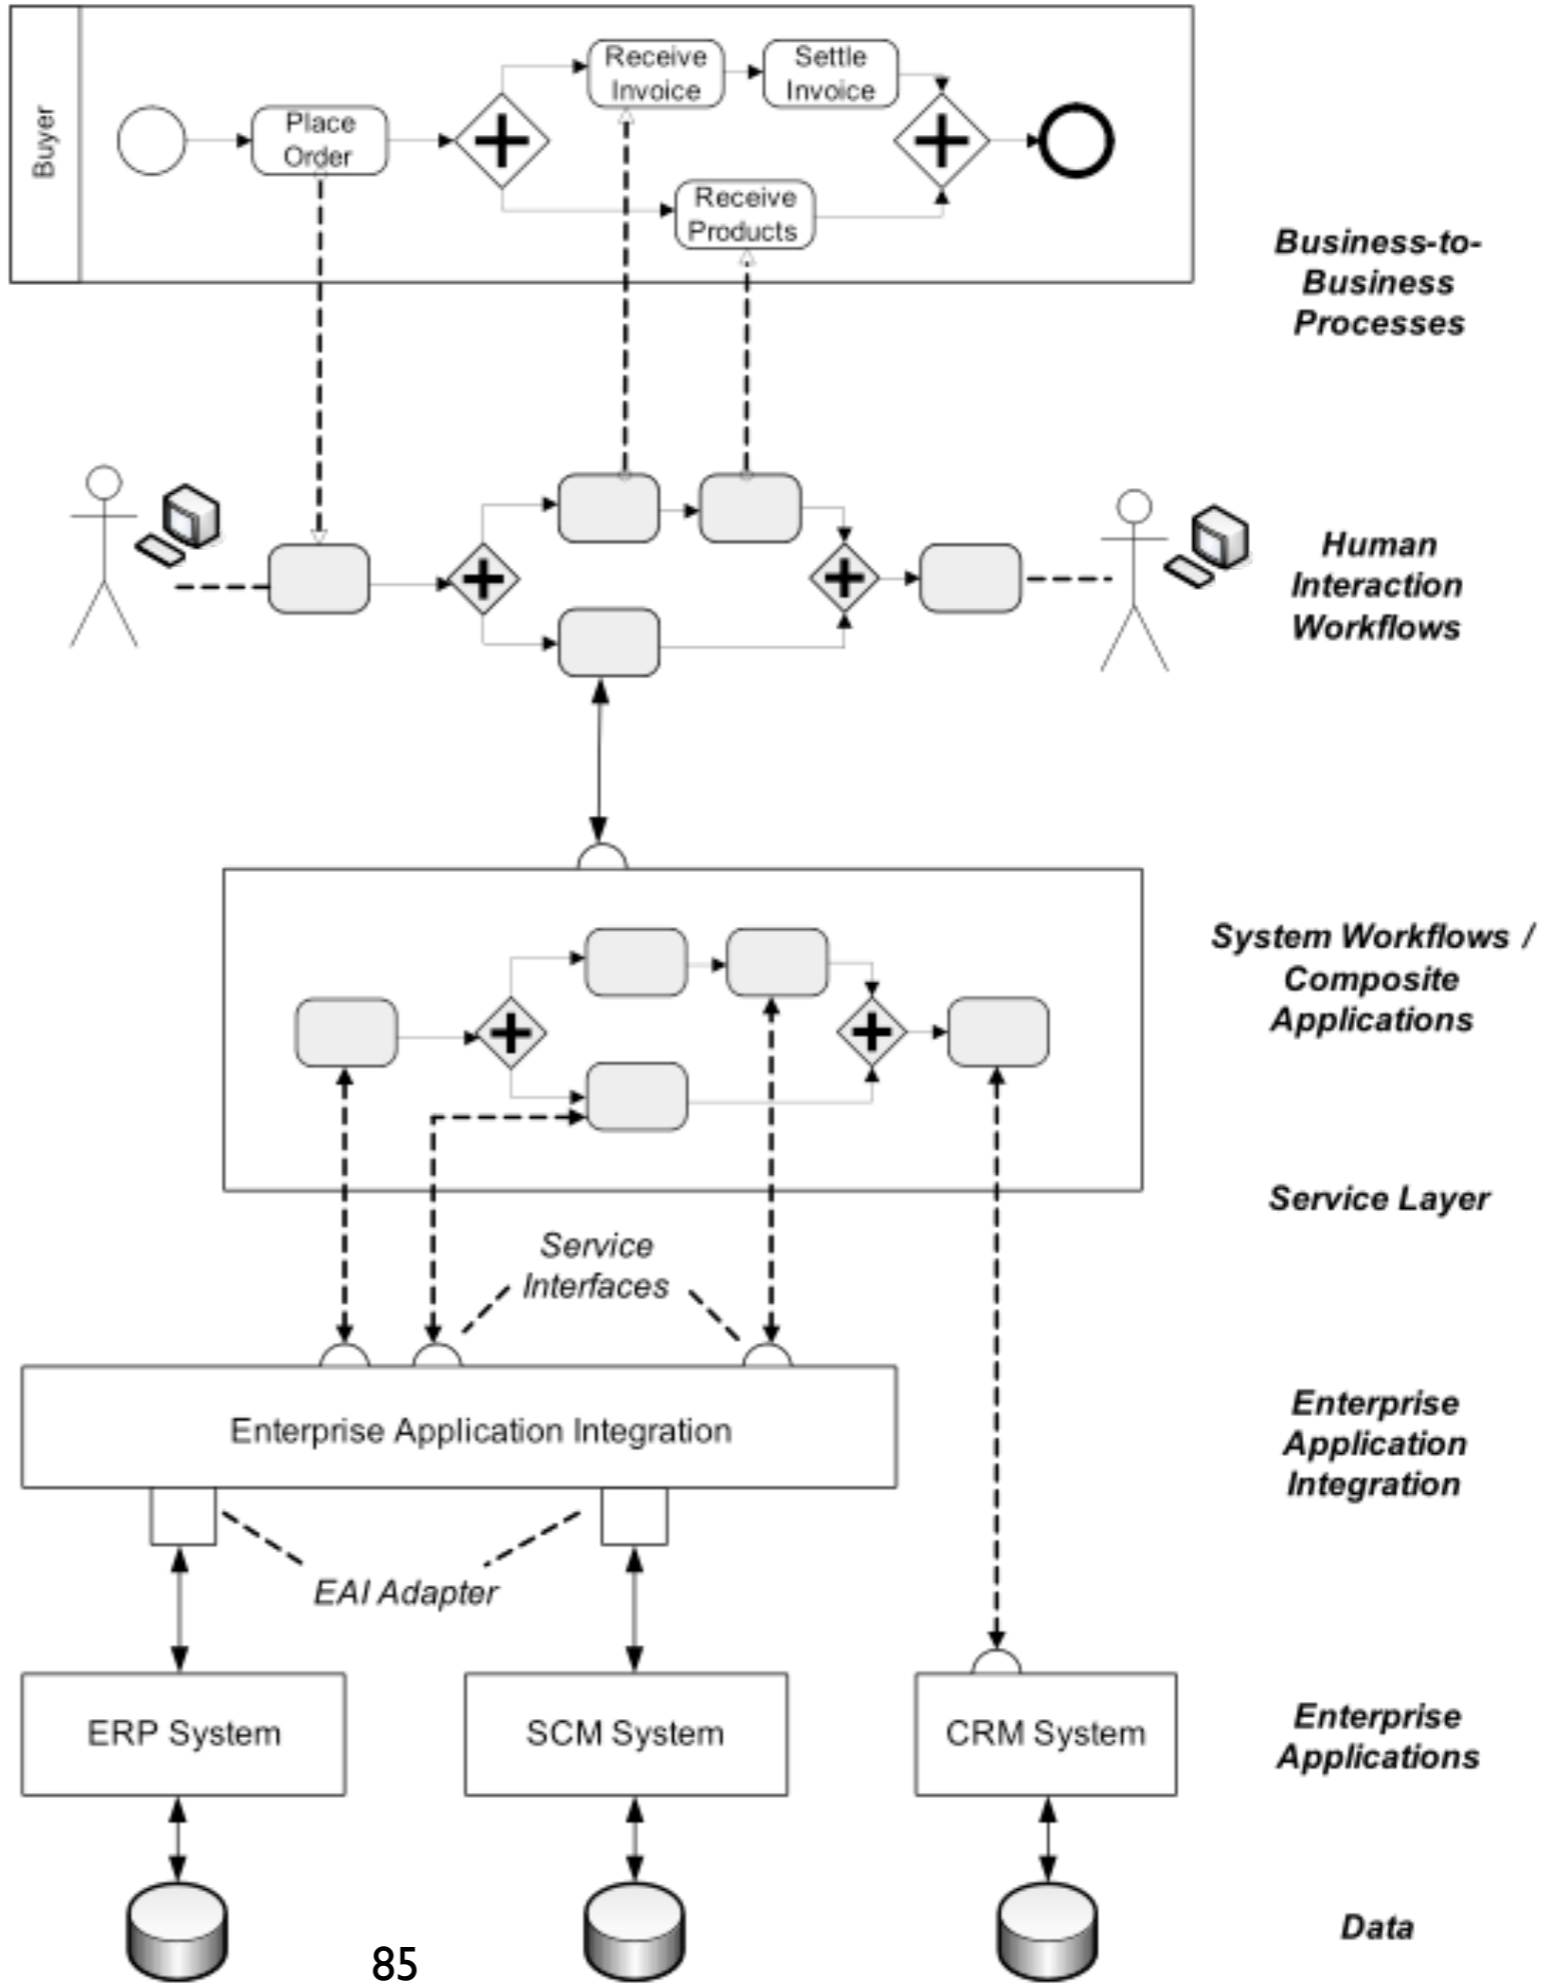 Buyer
Place
Order
Receive
Invoice
Settle
Invoice
Receive
Products
Business-to-
Business
Processes
Human
Interaction
Workflows
System Workflows /
Composite
Applications
Service Layer
Service
Interfaces
Enterprise Application Integration
Enterprise
Application
Integration
EAI Adapter
ERP System
SCM System
CRM System
Enterprise
Applications
Data
85